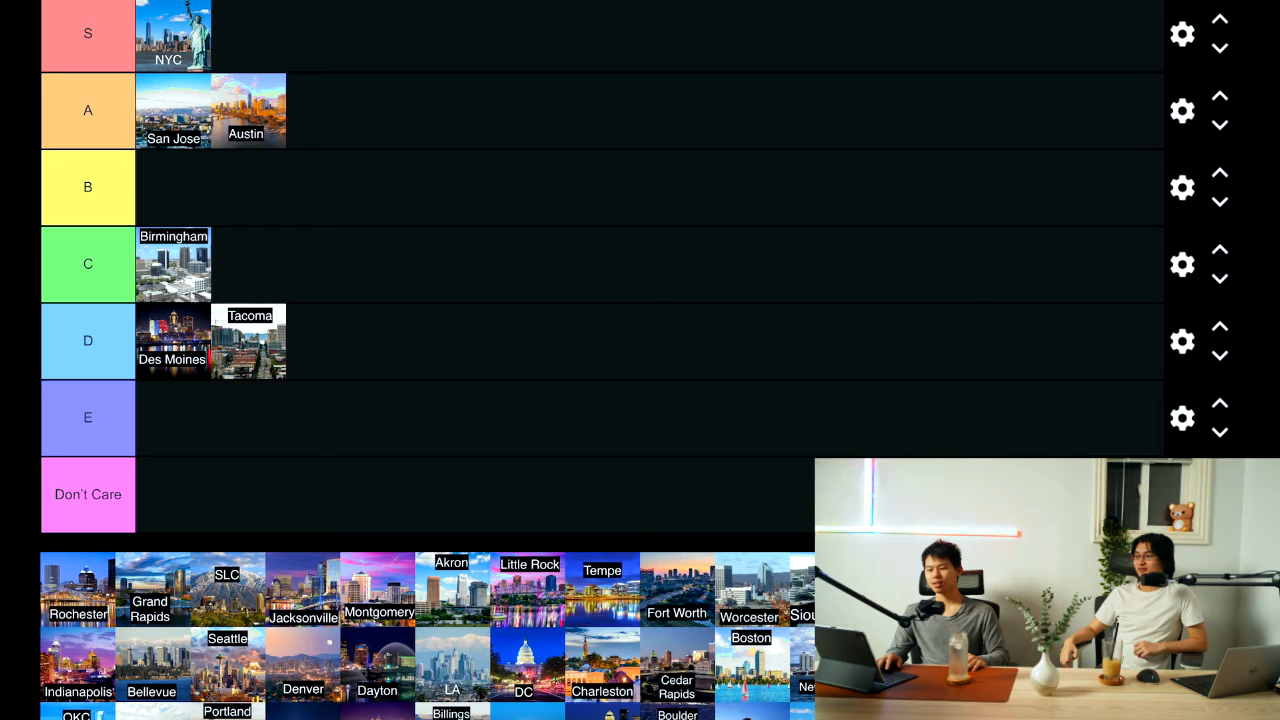 S
NYC
A
San Jose
Austin
B
C
Birmingham
D
Des Moines
Tacoma
E
Don't Care
Rochester
Grand
Rapids
SLC
Jacksonville
Montgomery
Akron
Little Rock
Tempe
Fort Worth
Worcester
Indianapolis
Bellevue
Seattle
Denver
Dayton
LA
DC
Charleston
Cedar
Rapids
Boston
OKC
Portland
Billings
Boulder